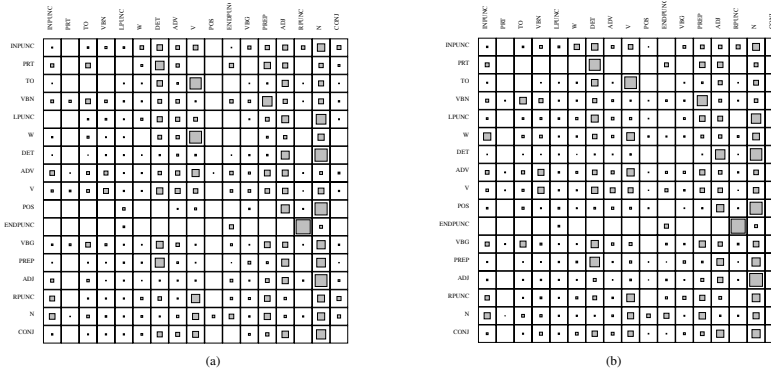 INPUNC PRT TO VBN LPUNC W DET ADV V POS ENDPUNC VBG PREP ADJ RPUNC N CONJ
INPUNC
PRT
TO
VBN
LPUNC
W
DET
ADV
V
POS
ENDPUNC
VBG
PREP
ADJ
RPUNC
N
CONJ
(a)
INPUNC PRT TO VBN LPUNC W DET ADV V POS ENDPUNC VBG PREP ADJ RPUNC N
INPUNC
PRT
TO
VBN
LPUNC
W
DET
ADV
V
POS
ENDPUNC
VBG
PREP
ADJ
RPUNC
N
CONJ
(b)